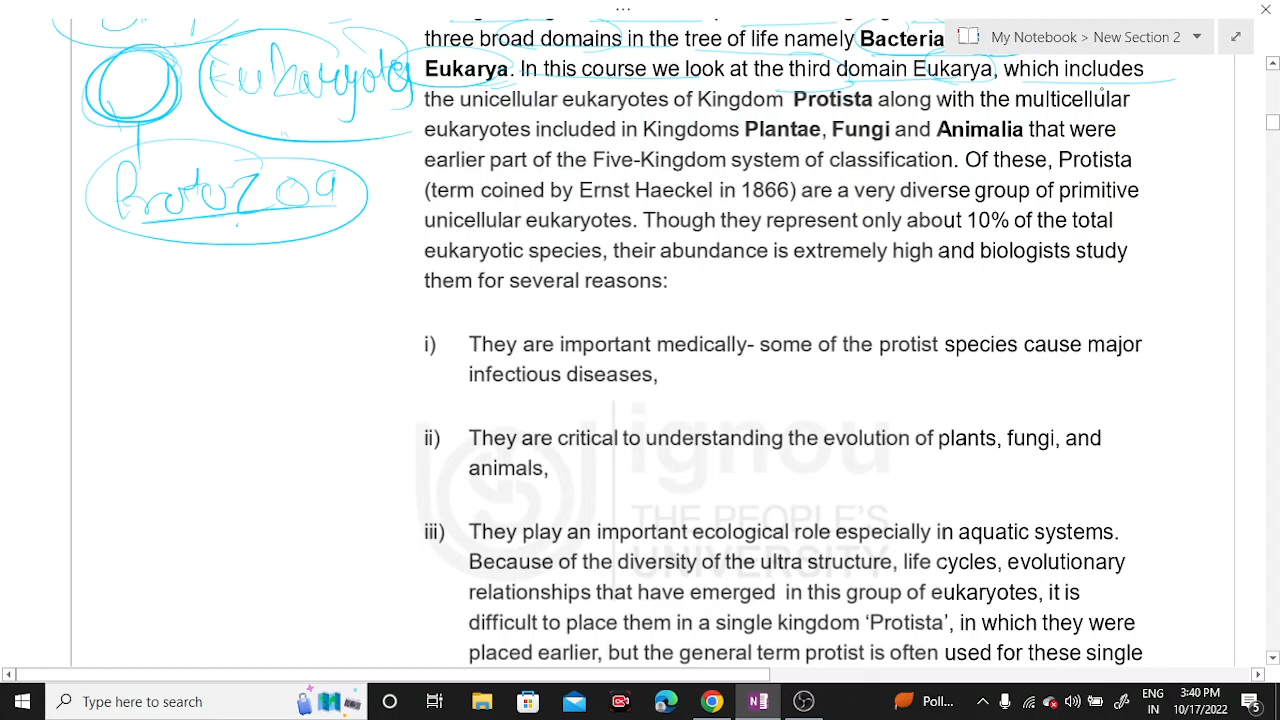 ...
My Notebook > New Section 2
three broad domains in the tree of life namely Bacteria
Eukarya. In this course we look at the third domain Eukarya, which includes
the unicellular eukaryotes of Kingdom Protista along with the multicellular
eukaryotes included in Kingdoms Plantae, Fungi and Animalia that were
earlier part of the Five-Kingdom system of classification. Of these, Protista
(term coined by Ernst Haeckel in 1866) are a very diverse group of primitive
unicellular eukaryotes. Though they represent only about 10% of the total
eukaryotic species, their abundance is extremely high and biologists study
them for several reasons:
Eukaryotes
Protozoa
i) They are important medically- some of the protist species cause major
infectious diseases,
ii) They are critical to understanding the evolution of plants, fungi, and
animals,
iii) They play an important ecological role especially in aquatic systems.
Because of the diversity of the ultra structure, life cycles, evolutionary
relationships that have emerged in this group of eukaryotes, it is
difficult to place them in a single kingdom ‘Protista’, in which they were
placed earlier, but the general term protist is often used for these single
ignou
THE PEOPLE'S
UNIVERSITY
Type here to search
Poll...
ENG
IN
3:40 PM
10/17/2022
5